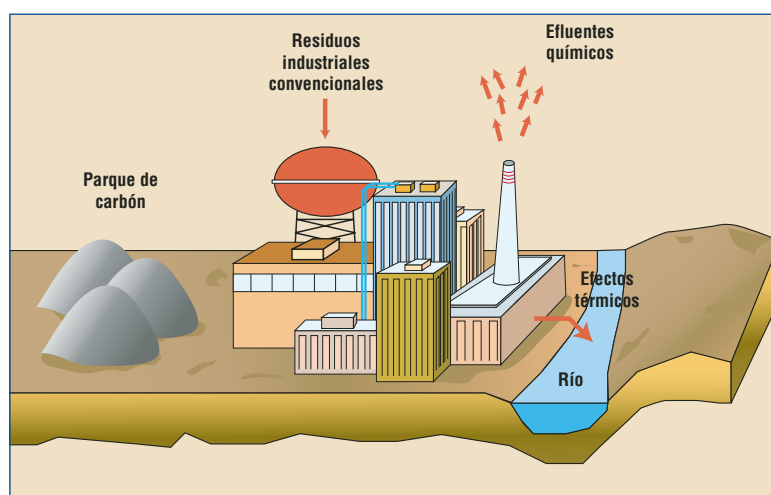 Residuos
industriales
convencionales
Efluentes
químicos
Parque de
carbón
Efectos
térmicos
Río